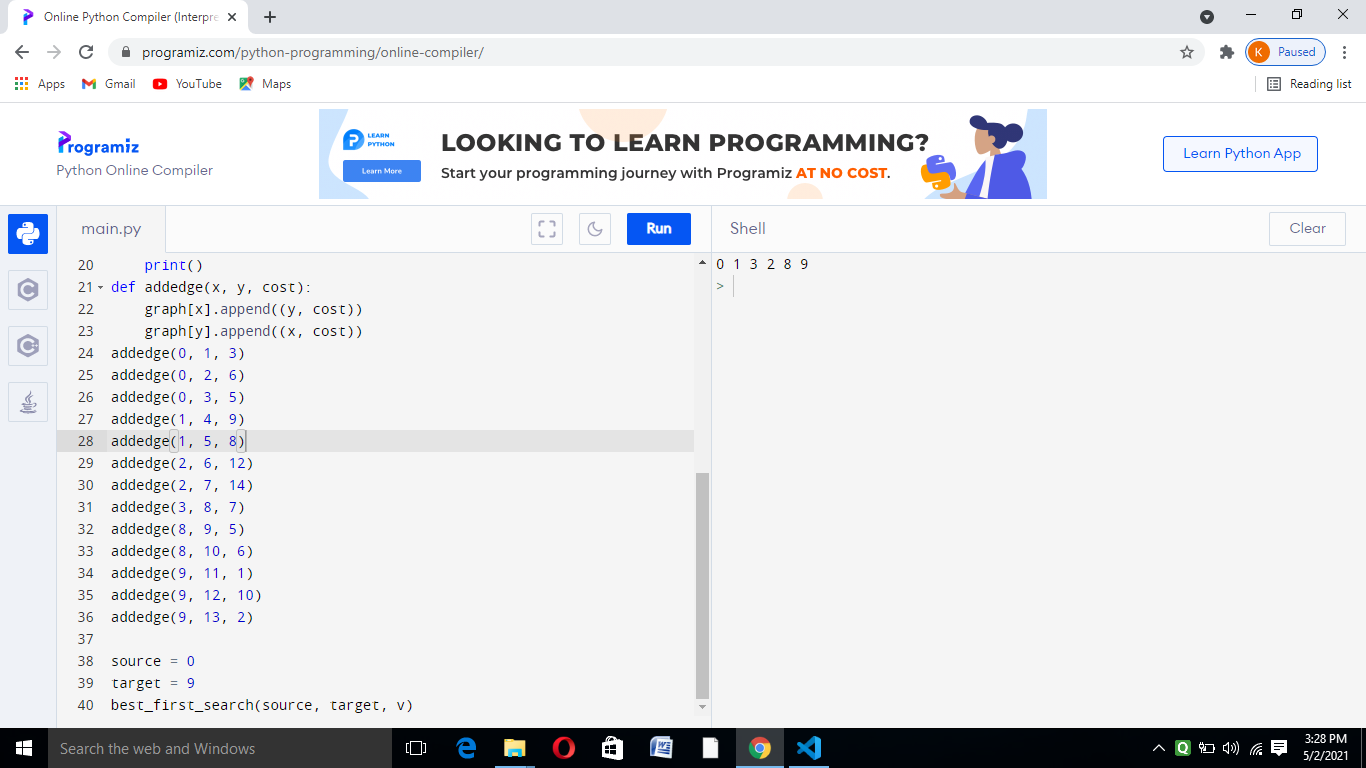 Online Python Compiler (Interpre
programiz.com/python-programming/online-compiler/
K Paused
Apps Gmail YouTube Maps Reading list
Programiz
Python Online Compiler
LEARN PYTHON
Learn More
LOOKING TO LEARN PROGRAMMING?
Start your programming journey with Programiz AT NO COST.
Learn Python App
main.py
Run
Shell
Clear
20     print()
21 def addedge(x, y, cost):
22     graph[x].append((y, cost))
23     graph[y].append((x, cost))
24 addedge(0, 1, 3)
25 addedge(0, 2, 6)
26 addedge(0, 3, 5)
27 addedge(1, 4, 9)
28 addedge(1, 5, 8)
29 addedge(2, 6, 12)
30 addedge(2, 7, 14)
31 addedge(3, 8, 7)
32 addedge(8, 9, 5)
33 addedge(8, 10, 6)
34 addedge(9, 11, 1)
35 addedge(9, 12, 10)
36 addedge(9, 13, 2)
37
38 source = 0
39 target = 9
40 best_first_search(source, target, v)
0 1 3 2 8 9
>
Search the web and Windows
3:28 PM
5/2/2021